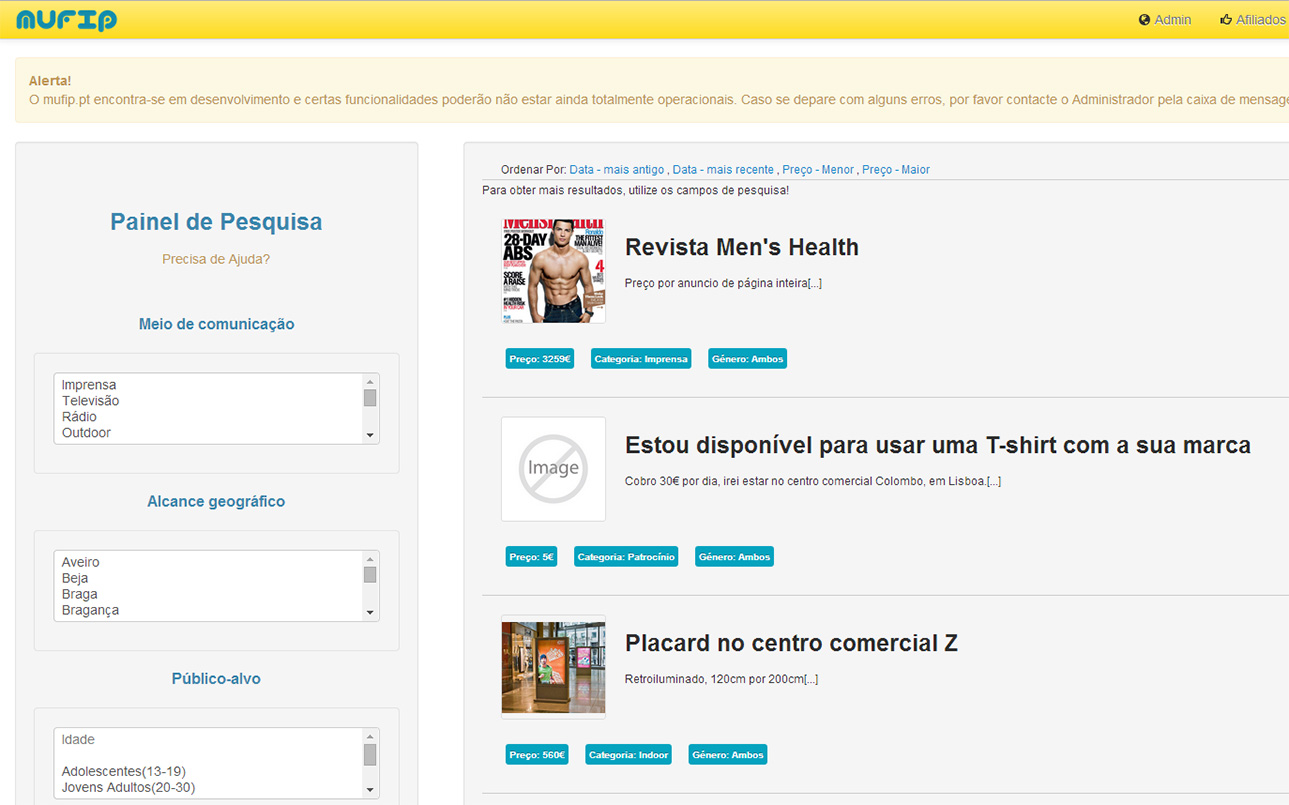 MUFIP
Admin
Afiliados
Alerta!
O mufip.pt encontra-se em desenvolvimento e certas funcionalidades poderão não estar ainda totalmente operacionais. Caso se depare com alguns erros, por favor contacte o Administrador pela caixa de mensage
Painel de Pesquisa
Precisa de Ajuda?
Meio de comunicação
Imprensa
Televisão
Rádio
Outdoor
Alcance geográfico
Aveiro
Beja
Braga
Bragança
Público-alvo
Idade
Adolescentes(13-19)
Jovens Adultos(20-30)
Ordenar Por: Data - mais antigo , Data - mais recente , Preço - Menor , Preço - Maior
Para obter mais resultados, utilize os campos de pesquisa!
Men'sHealth
28-DAY
ABS
Ronaldo
THE FITTEST
MAN ALIVE!
SCORE
A RAISE
4
Revista Men's Health
Preço por anuncio de página inteira[...]
Preço: 3259€
Categoria: Imprensa
Género: Ambos
Image
Estou disponível para usar uma T-shirt com a sua marca
Cobro 30€ por dia, irei estar no centro comercial Colombo, em Lisboa.[...]
Preço: 5€
Categoria: Patrocínio
Género: Ambos
Placard no centro comercial Z
Retroiluminado, 120cm por 200cm[...]
Preço: 560€
Categoria: Indoor
Género: Ambos